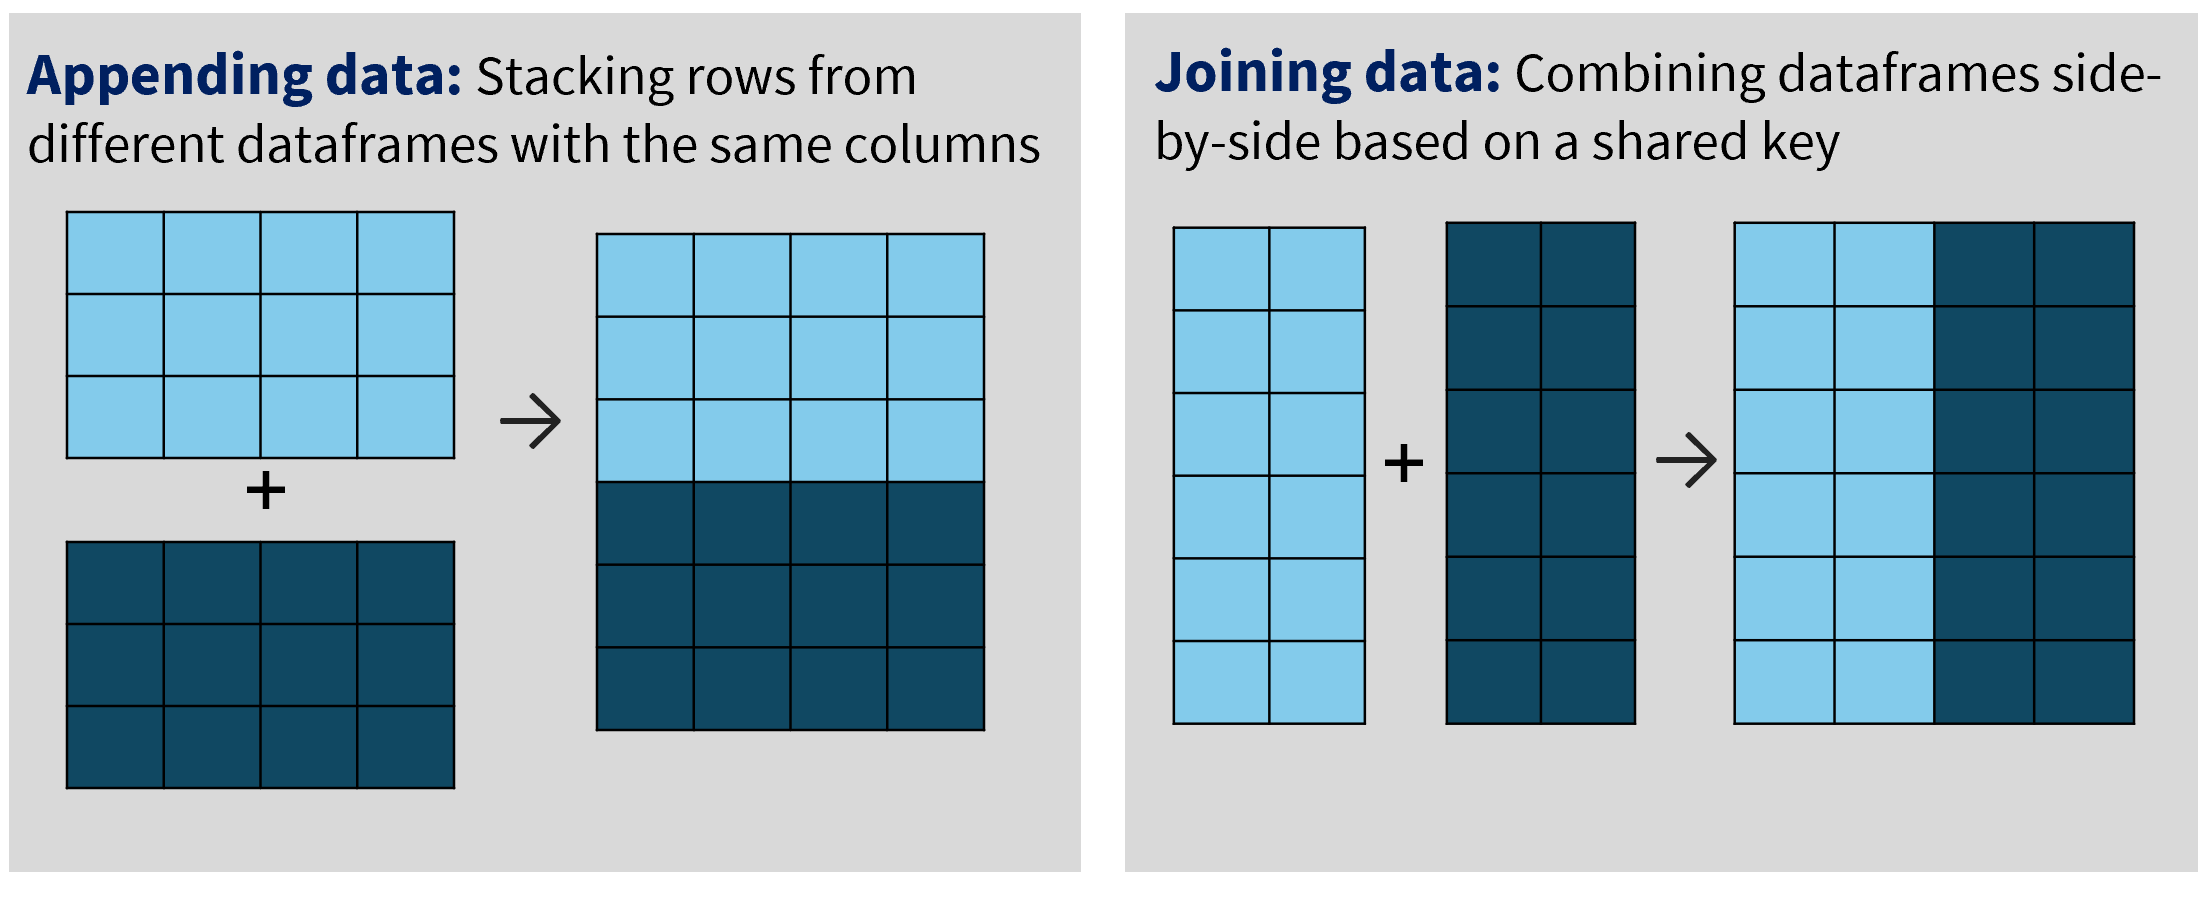 Appending data: Stacking rows from
different dataframes with the same columns
+
Joining data: Combining dataframes side-
by-side based on a shared key
+